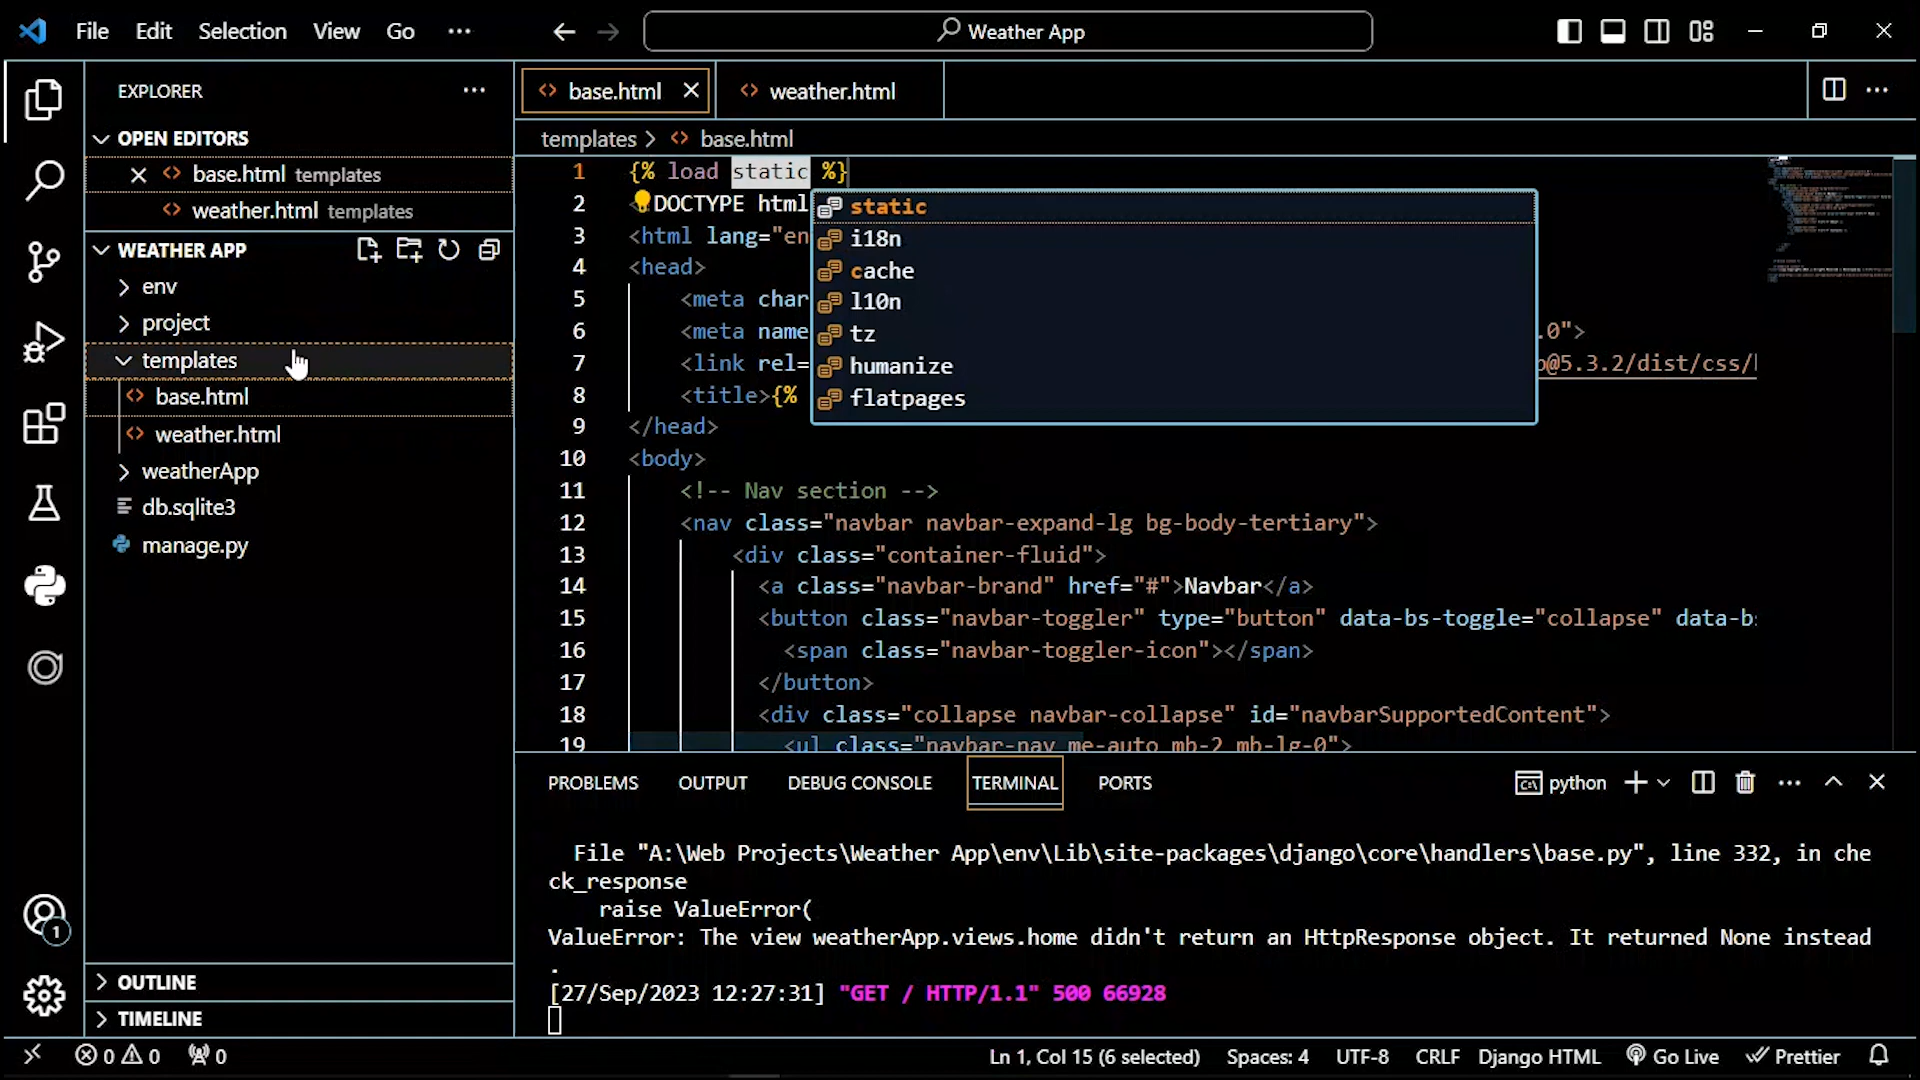 File Edit Selection View Go ··· Weather App
EXPLORER ···
OPEN EDITORS
base.html templates
weather.html templates
WEATHER APP
env
project
templates
base.html
weather.html
weatherApp
db.sqlite3
manage.py
OUTLINE
TIMELINE
base.html weather.html
templates > base.html
1 {% load static %}
2 DOCTYPE html
3 <html lang="en
4 <head>
5 <meta char
6 <meta name .0">
7 <link rel= @5.3.2/dist/css/
8 <title>{%
9 </head>
10 <body>
11 <!-- Nav section -->
12 <nav class="navbar navbar-expand-lg bg-body-tertiary">
13 <div class="container-fluid">
14 <a class="navbar-brand" href="#">Navbar</a>
15 <button class="navbar-toggler" type="button" data-bs-toggle="collapse" data-b
16 <span class="navbar-toggler-icon"></span>
17 </button>
18 <div class="collapse navbar-collapse" id="navbarSupportedContent">
19 <ul class="navbar-nav me-auto mb-2 mb-lg-0">
static
i18n
cache
l10n
tz
humanize
flatpages
PROBLEMS OUTPUT DEBUG CONSOLE TERMINAL PORTS python
File "A:\Web Projects\Weather App\env\Lib\site-packages\django\core\handlers\base.py", line 332, in che
ck_response
raise ValueError(
ValueError: The view weatherApp.views.home didn't return an HttpResponse object. It returned None instead
.
[27/Sep/2023 12:27:31] "GET / HTTP/1.1" 500 66928
1
0 0 0 Ln 1, Col 15 (6 selected) Spaces: 4 UTF-8 CRLF Django HTML Go Live Prettier